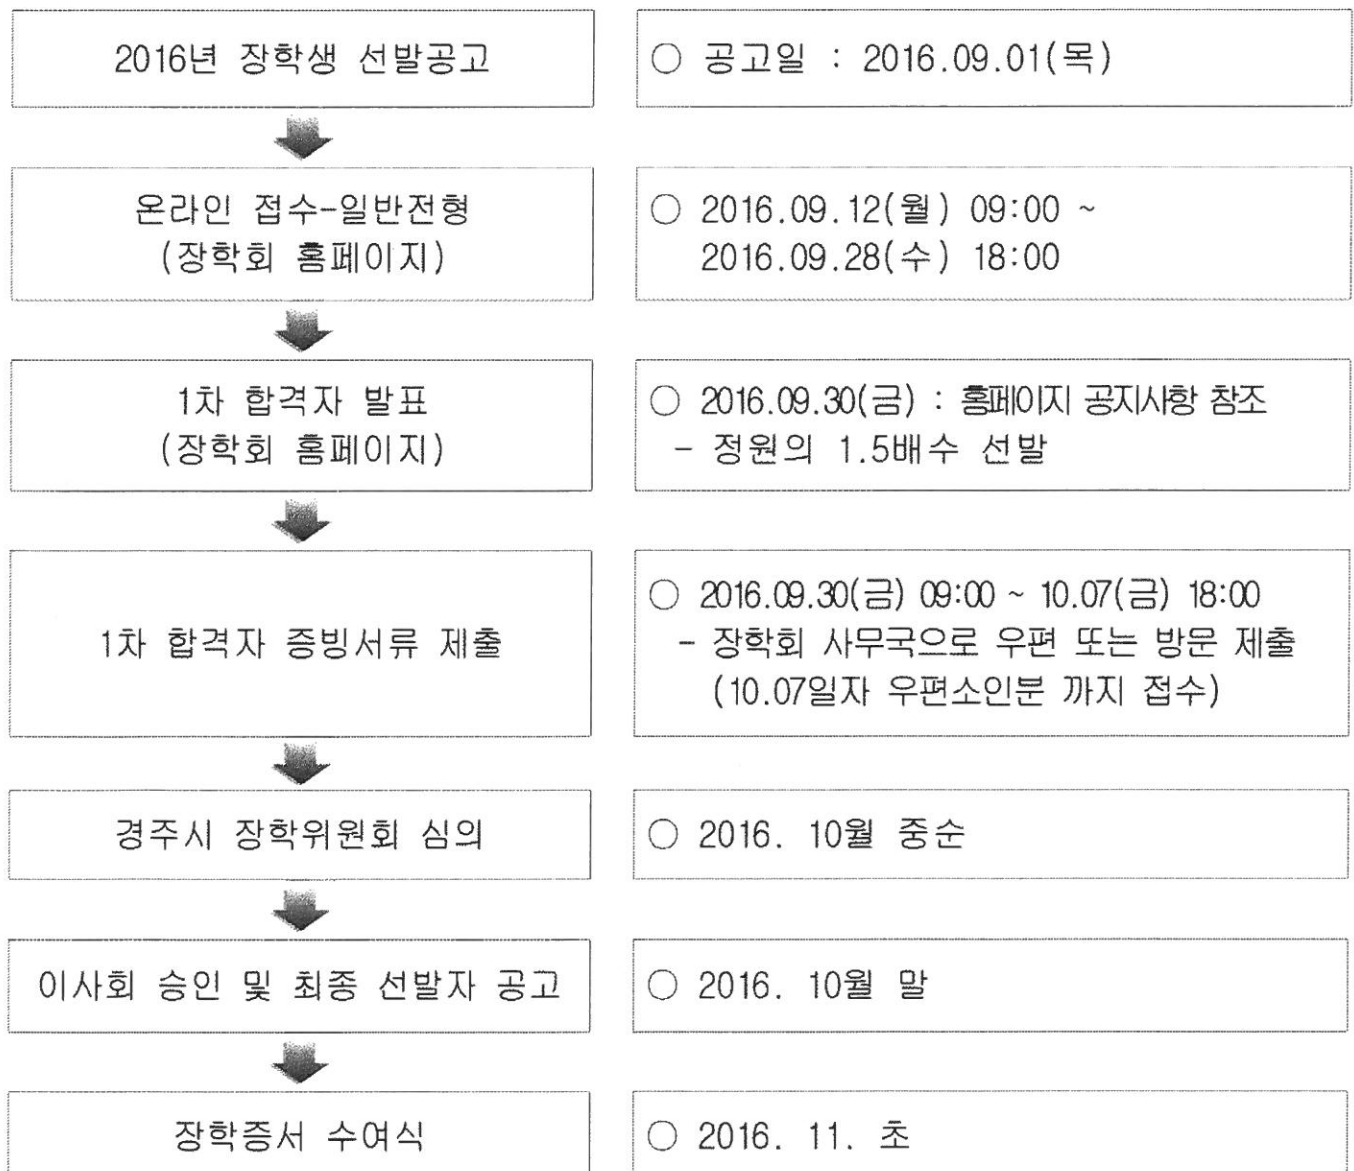 2016년 장학생 선발공고
○ 공고일 : 2016.09.01(목)
온라인 접수-일반전형
(장학회 홈페이지)
○ 2016.09.12(월) 09:00 ~
2016.09.28(수) 18:00
1차 합격자 발표
(장학회 홈페이지)
○ 2016.09.30(금) : 홈페이지 공지사항 참조
- 정원의 1.5배수 선발
1차 합격자 증빙서류 제출
○ 2016.09.30(금) 09:00 ~ 10.07(금) 18:00
- 장학회 사무국으로 우편 또는 방문 제출
(10.07일자 우편소인분 까지 접수)
경주시 장학위원회 심의
○ 2016. 10월 중순
이사회 승인 및 최종 선발자 공고
○ 2016. 10월 말
장학증서 수여식
○ 2016. 11. 초